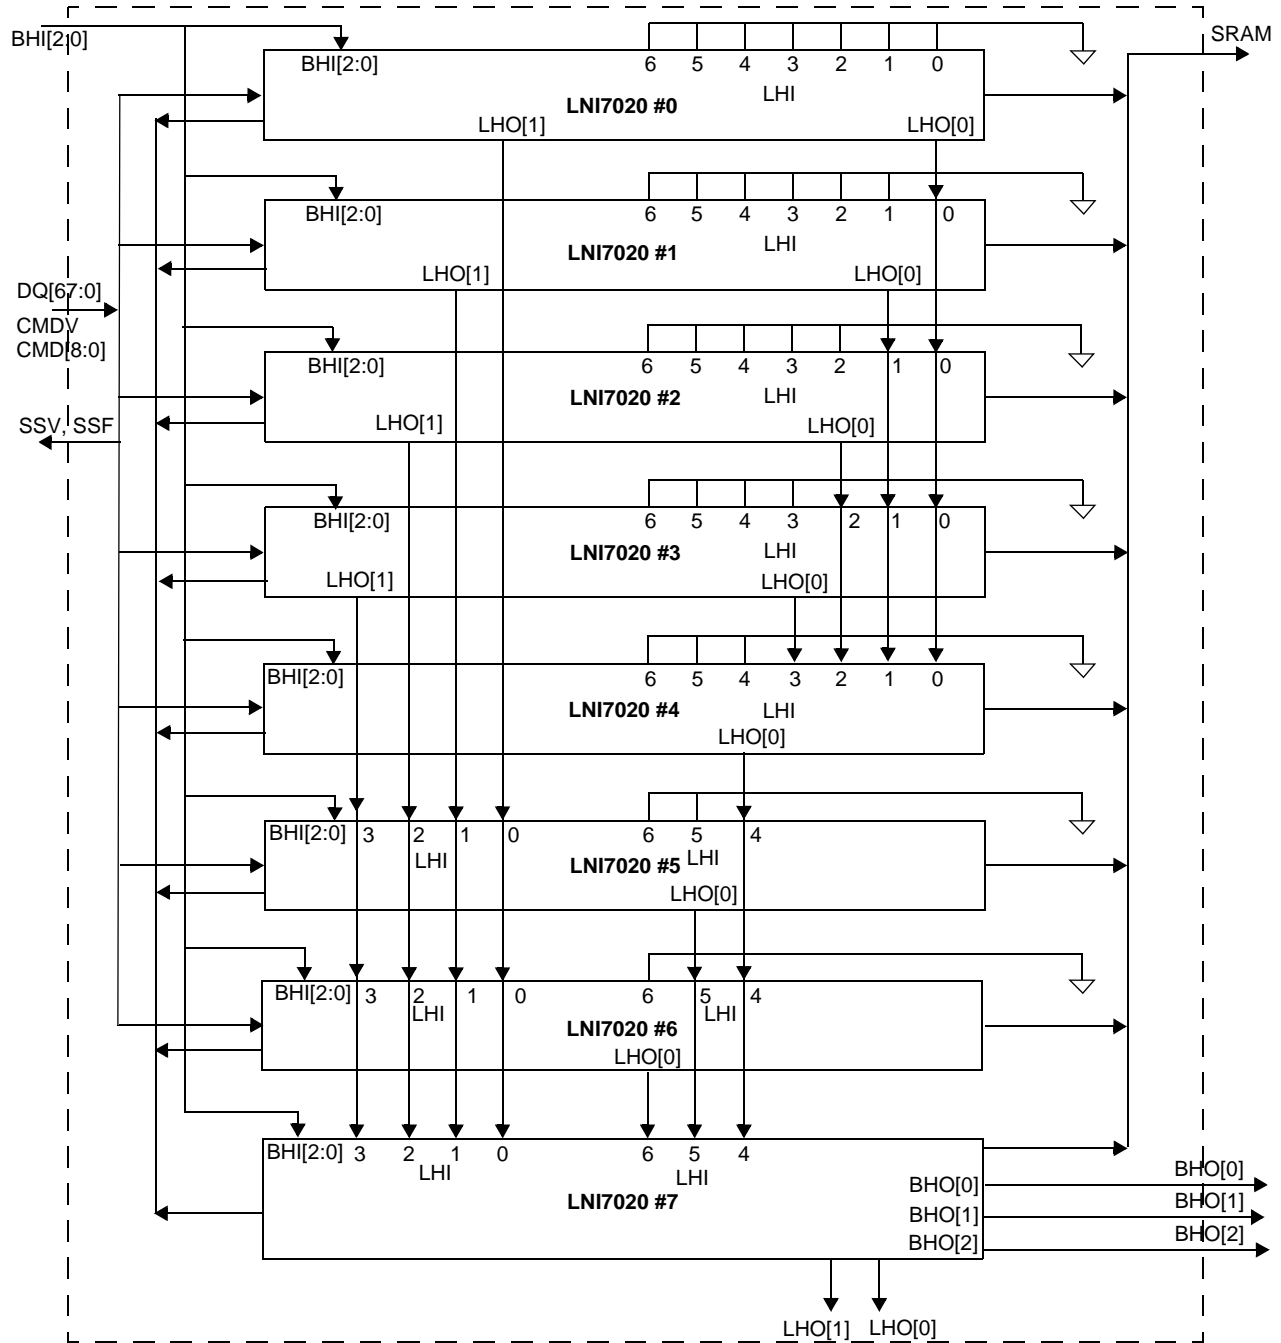 BHI[2:0]
SRAM
BHI[2:0] 6 5 4 3 2 1 0
LHI
LNI7020 #0
LHO[1] LHO[0]
BHI[2:0] 6 5 4 3 2 1 0
LHI
LNI7020 #1
LHO[1] LHO[0]
DQ[67:0]
CMDV
CMD[8:0]
BHI[2:0] 6 5 4 3 2 1 0
LHI
LNI7020 #2
LHO[1] LHO[0]
SSV, SSF
BHI[2:0] 6 5 4 3 2 1 0
LHI
LNI7020 #3
LHO[1] LHO[0]
BHI[2:0] 6 5 4 3 2 1 0
LHI
LNI7020 #4
LHO[0]
BHI[2:0] 3 2 1 0 6 5 4
LHI LHI
LNI7020 #5
LHO[0]
BHI[2:0] 3 2 1 0 6 5 4
LHI LHI
LNI7020 #6
LHO[0]
BHI[2:0] 3 2 1 0 6 5 4
LHI LHI
LNI7020 #7
BHO[0] BHO[0]
BHO[1] BHO[1]
BHO[2] BHO[2]
LHO[1] LHO[0]